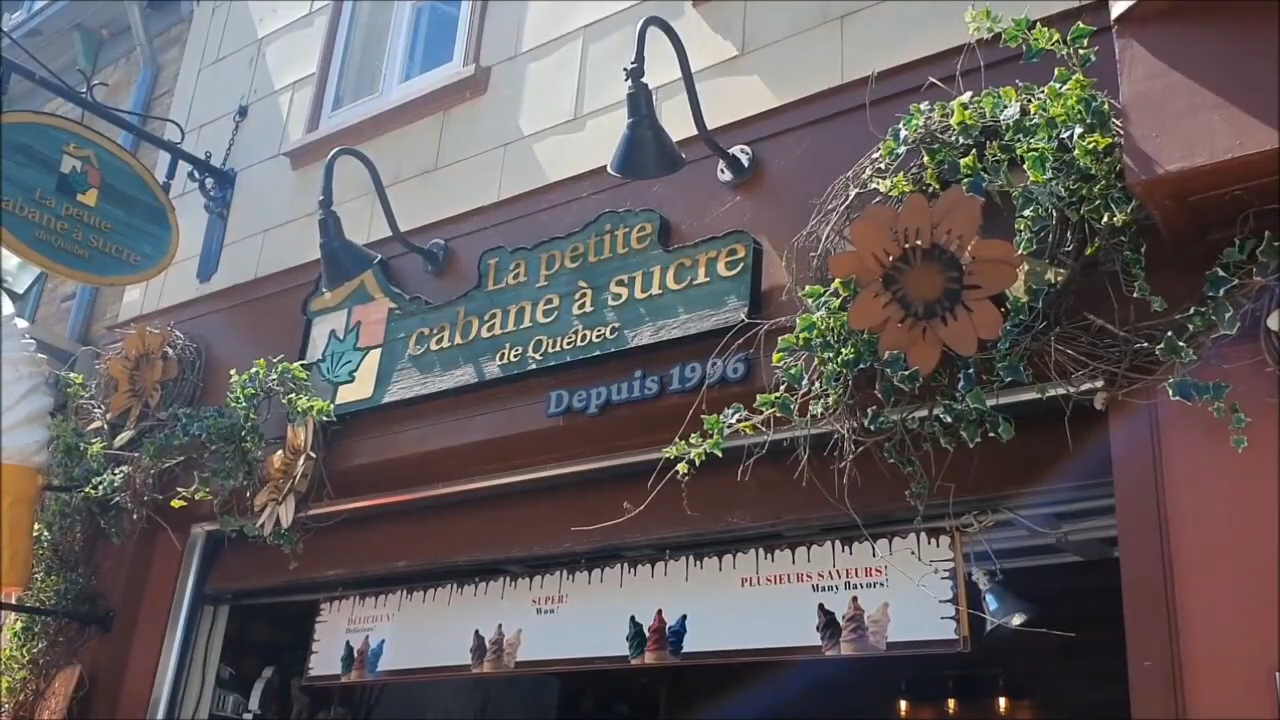 La petite
cabane à sucre
de Québec
La petite
cabane à sucre
de Québec
Depuis 1996
DÉLICIEUX!
Delicious!
SUPER!
Wow!
PLUSIEURS SAVEURS!
Many flavors!